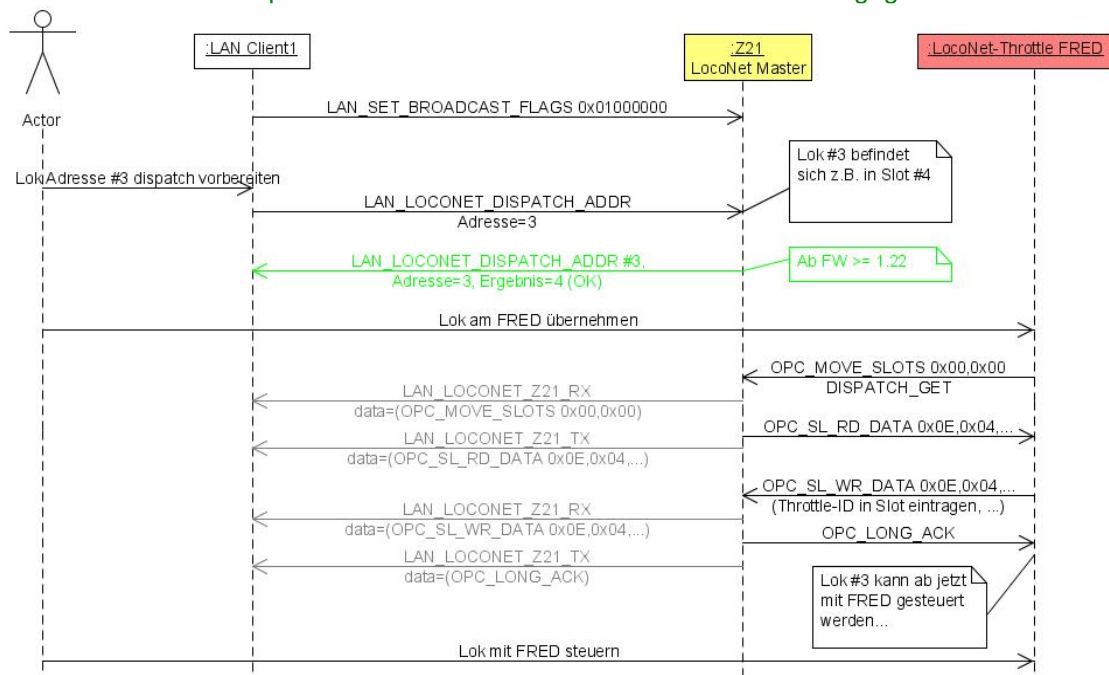 :LAN Client1
:Z21
LocoNet Master
:LocoNet-Throttle FRED
Actor
LAN_SET_BROADCAST_FLAGS 0x01000000
Lok #3 befindet
sich z.B. in Slot #4
Lok Adresse #3 dispatch vorbereiten
LAN_LOCONET_DISPATCH_ADDR
Adresse=3
LAN_LOCONET_DISPATCH_ADDR #3,
Adresse=3, Ergebnis=4 (OK)
Ab FW >= 1.22
Lok am FRED übernehmen
OPC_MOVE_SLOTS 0x00,0x00
DISPATCH_GET
LAN_LOCONET_Z21_RX
data=(OPC_MOVE_SLOTS 0x00,0x00)
OPC_SL_RD_DATA 0x0E,0x04,...
LAN_LOCONET_Z21_TX
data=(OPC_SL_RD_DATA 0x0E,0x04,...)
OPC_SL_WR_DATA 0x0E,0x04,...
(Throttle-ID in Slot eintragen, ...)
LAN_LOCONET_Z21_RX
data=(OPC_SL_WR_DATA 0x0E,0x04,...)
OPC_LONG_ACK
LAN_LOCONET_Z21_TX
data=(OPC_LONG_ACK)
Lok #3 kann ab jetzt
mit FRED gesteuert
werden...
Lok mit FRED steuern